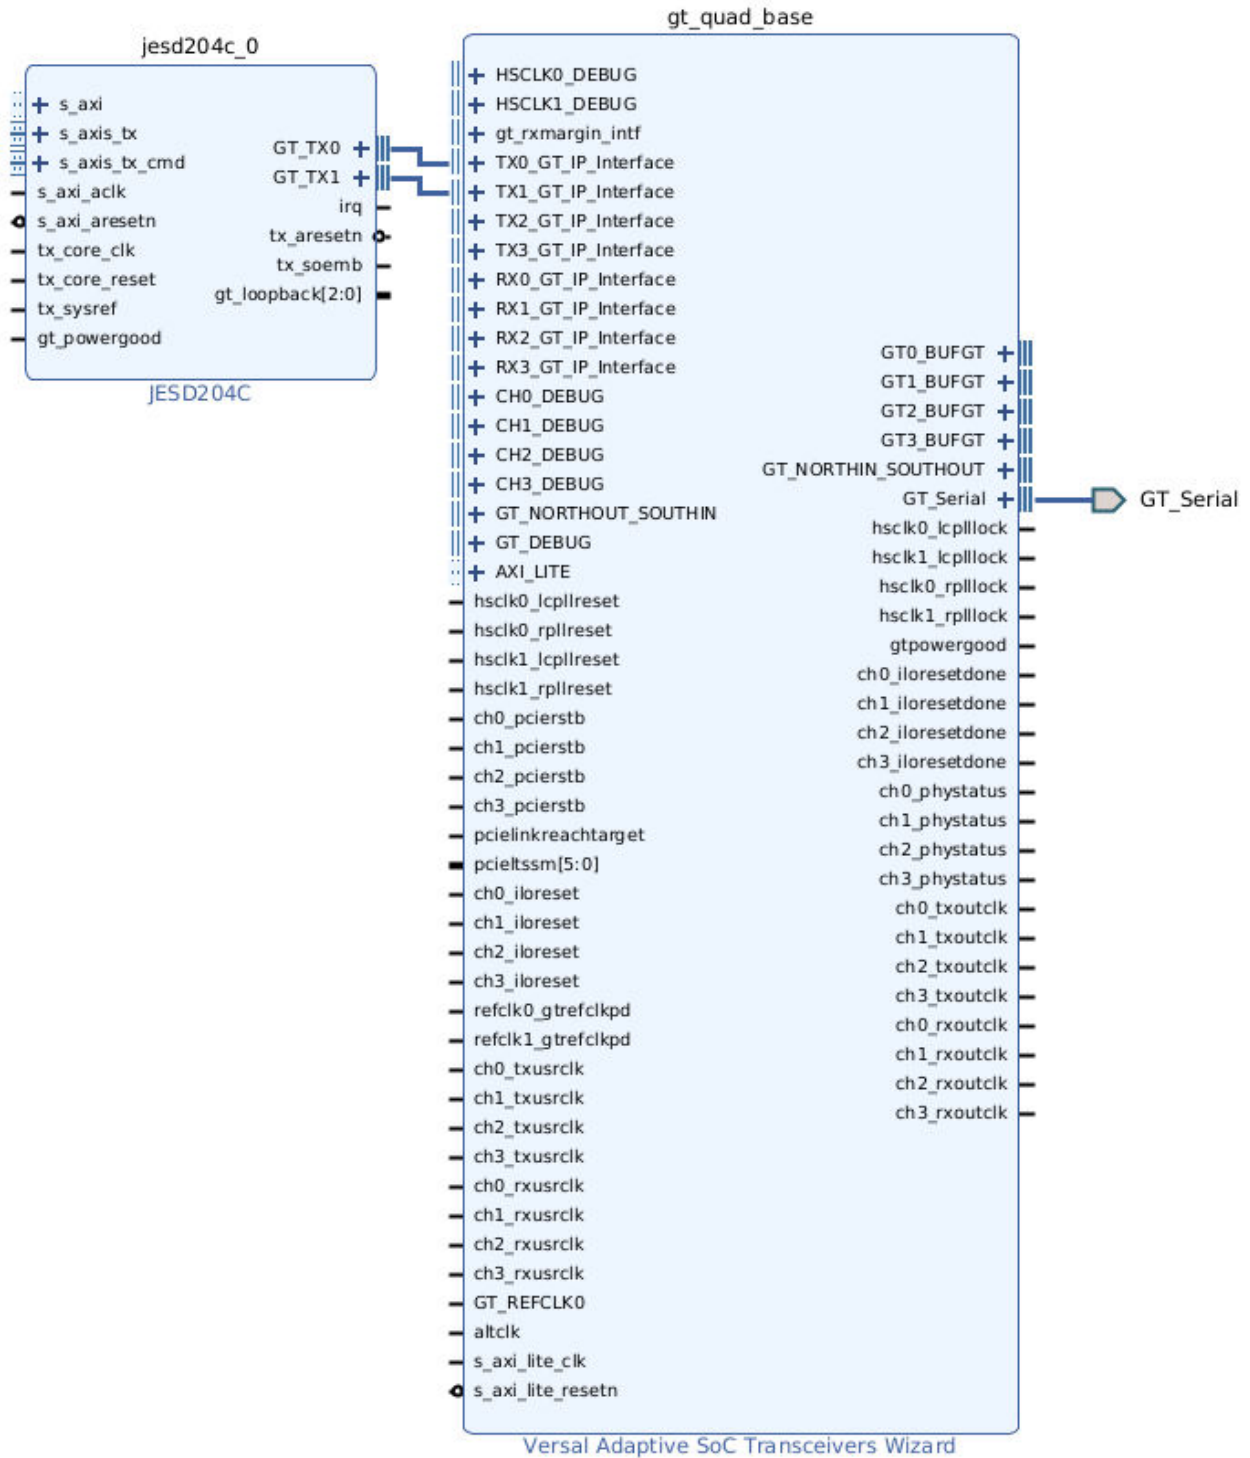 jesd204c_0
s_axi
s_axis_tx
s_axis_tx_cmd
s_axi_aclk
s_axi_aresetn
tx_core_clk
tx_core_reset
tx_sysref
gt_powergood
GT_TX0
GT_TX1
irq
tx_aresetn
tx_soemb
gt_loopback[2:0]
JESD204C
gt_quad_base
HSCLK0_DEBUG
HSCLK1_DEBUG
gt_rxmargin_intf
TX0_GT_IP_Interface
TX1_GT_IP_Interface
TX2_GT_IP_Interface
TX3_GT_IP_Interface
RX0_GT_IP_Interface
RX1_GT_IP_Interface
RX2_GT_IP_Interface
RX3_GT_IP_Interface
CH0_DEBUG
CH1_DEBUG
CH2_DEBUG
CH3_DEBUG
GT_NORTHOUT_SOUTHIN
GT_DEBUG
AXI_LITE
hsclk0_lcpllreset
hsclk0_rpllreset
hsclk1_lcpllreset
hsclk1_rpllreset
ch0_pcierstb
ch1_pcierstb
ch2_pcierstb
ch3_pcierstb
pcielinkreachtarget
pcieltssm[5:0]
ch0_iloreset
ch1_iloreset
ch2_iloreset
ch3_iloreset
refclk0_gtrefclkpd
refclk1_gtrefclkpd
ch0_txusrclk
ch1_txusrclk
ch2_txusrclk
ch3_txusrclk
ch0_rxusrclk
ch1_rxusrclk
ch2_rxusrclk
ch3_rxusrclk
GT_REFCLK0
altclk
s_axi_lite_clk
s_axi_lite_resetn
GT0_BUFGT
GT1_BUFGT
GT2_BUFGT
GT3_BUFGT
GT_NORTHIN_SOUTHOUT
GT_Serial
hsclk0_lcplllock
hsclk1_lcplllock
hsclk0_rplllock
hsclk1_rplllock
gtpowergood
ch0_iloresetdone
ch1_iloresetdone
ch2_iloresetdone
ch3_iloresetdone
ch0_phystatus
ch1_phystatus
ch2_phystatus
ch3_phystatus
ch0_txoutclk
ch1_txoutclk
ch2_txoutclk
ch3_txoutclk
ch0_rxoutclk
ch1_rxoutclk
ch2_rxoutclk
ch3_rxoutclk
GT_Serial
Versal Adaptive SoC Transceivers Wizard